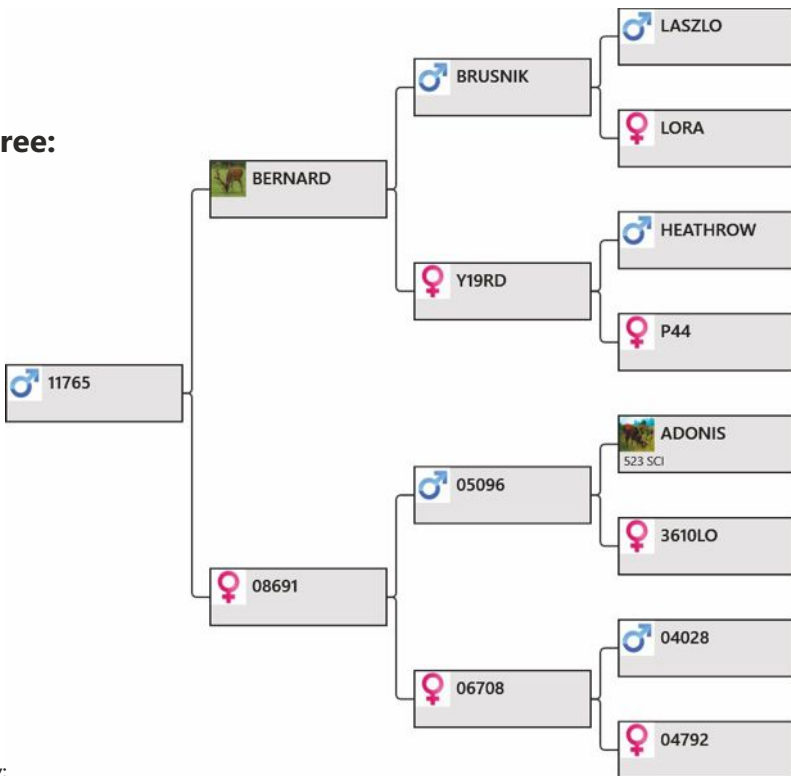 LASZLO
BRUSNIK
LORA
ree:
BERNARD
HEATHROW
Y19RD
P44
11765
ADONIS
523 SCI
05096
3610LO
08691
04028
06708
04792